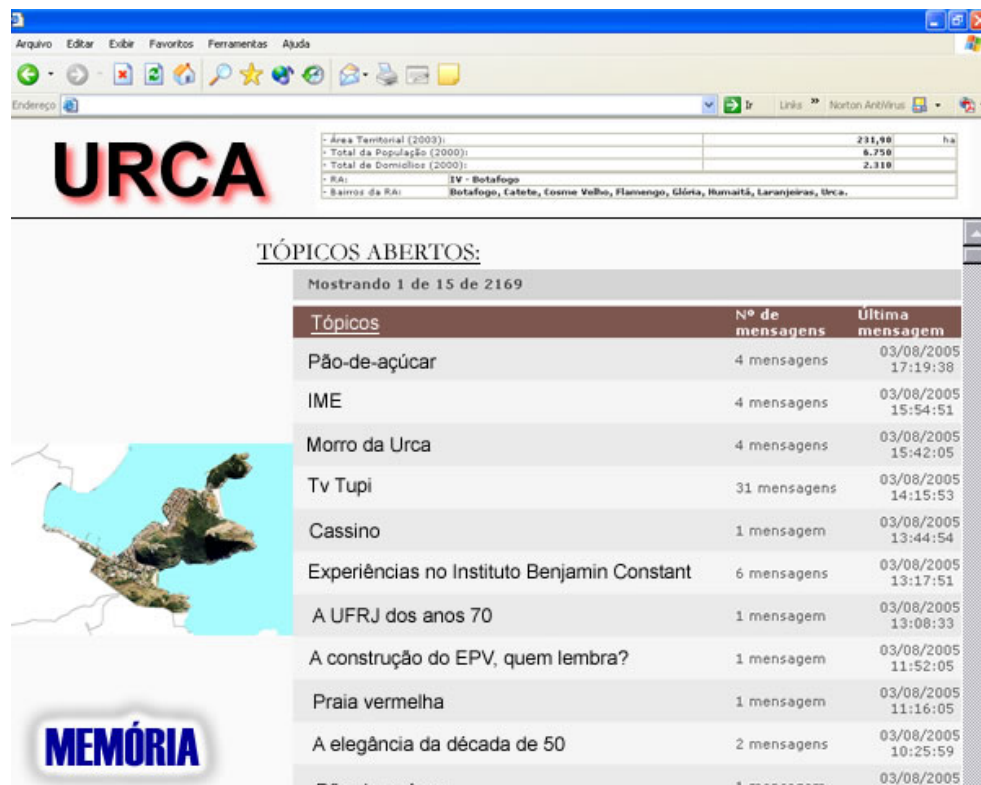 Arquivo Editar Exibir Favoritos Ferramentas Ajuda
Endereço Ir Links » Norton AntiVirus
URCA
- Área Territorial (2003): 231,90 ha
- Total da População (2000): 6.750
- Total de Domicílios (2000): 2.310
- RA: IV - Botafogo
- Bairros da RA: Botafogo, Catete, Cosme Velho, Flamengo, Glória, Humaitá, Laranjeiras, Urca.
TÓPICOS ABERTOS:
Mostrando 1 de 15 de 2169
Tópicos Nº de mensagens Última mensagem
Pão-de-açúcar 4 mensagens 03/08/2005 17:19:38
IME 4 mensagens 03/08/2005 15:54:51
Morro da Urca 4 mensagens 03/08/2005 15:42:05
Tv Tupi 31 mensagens 03/08/2005 14:15:53
Cassino 1 mensagem 03/08/2005 13:44:54
Experiências no Instituto Benjamin Constant 6 mensagens 03/08/2005 13:17:51
A UFRJ dos anos 70 1 mensagem 03/08/2005 13:08:33
A construção do EPV, quem lembra? 1 mensagem 03/08/2005 11:52:05
Praia vermelha 1 mensagem 03/08/2005 11:16:05
A elegância da década de 50 2 mensagens 03/08/2005 10:25:59
03/08/2005
MEMÓRIA